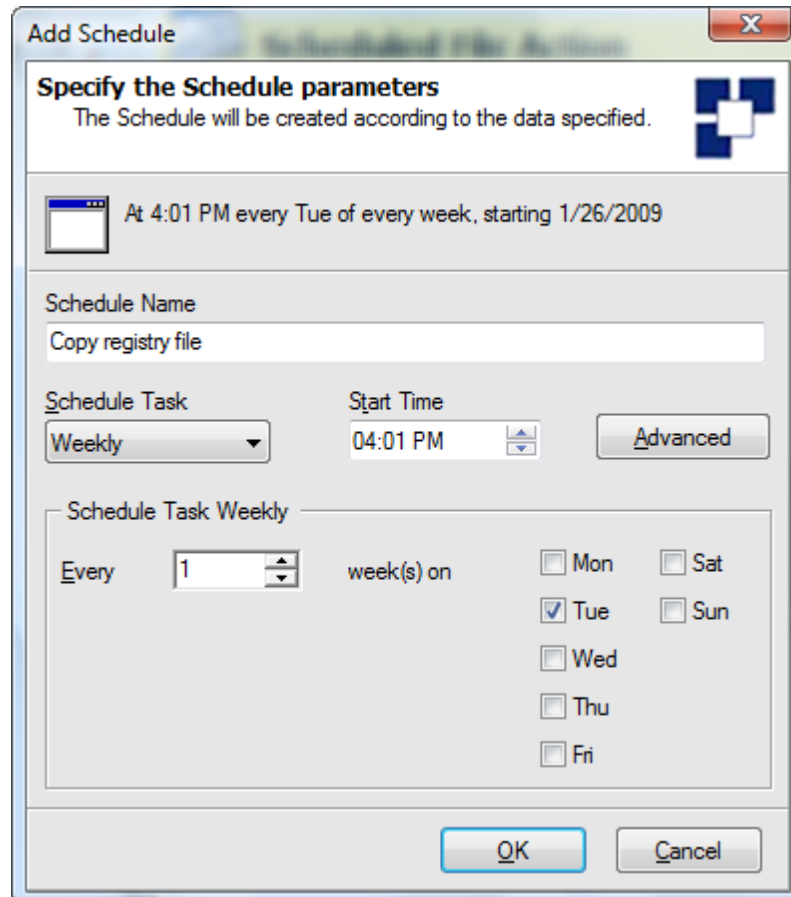 Add Schedule
Scheduled File Action
Specify the Schedule parameters
The Schedule will be created according to the data specified.
At 4:01 PM every Tue of every week, starting 1/26/2009
Schedule Name
Copy registry file
Schedule Task Start Time
Weekly 04:01 PM Advanced
Schedule Task Weekly
Every 1 week(s) on Mon Sat
Tue Sun
Wed
Thu
Fri
OK Cancel